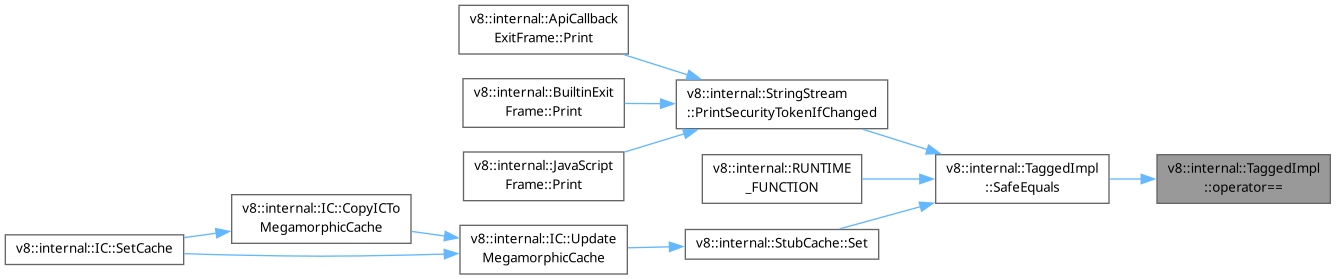 v8::internal::ApiCallback
ExitFrame::Print
v8::internal::BuiltinExit
Frame::Print
v8::internal::StringStream
::PrintSecurityTokenIfChanged
v8::internal::JavaScript
Frame::Print
v8::internal::RUNTIME
_FUNCTION
v8::internal::TaggedImpl
::SafeEquals
v8::internal::TaggedImpl
::operator==
v8::internal::IC::CopyICTo
MegamorphicCache
v8::internal::IC::SetCache
v8::internal::IC::Update
MegamorphicCache
v8::internal::StubCache::Set